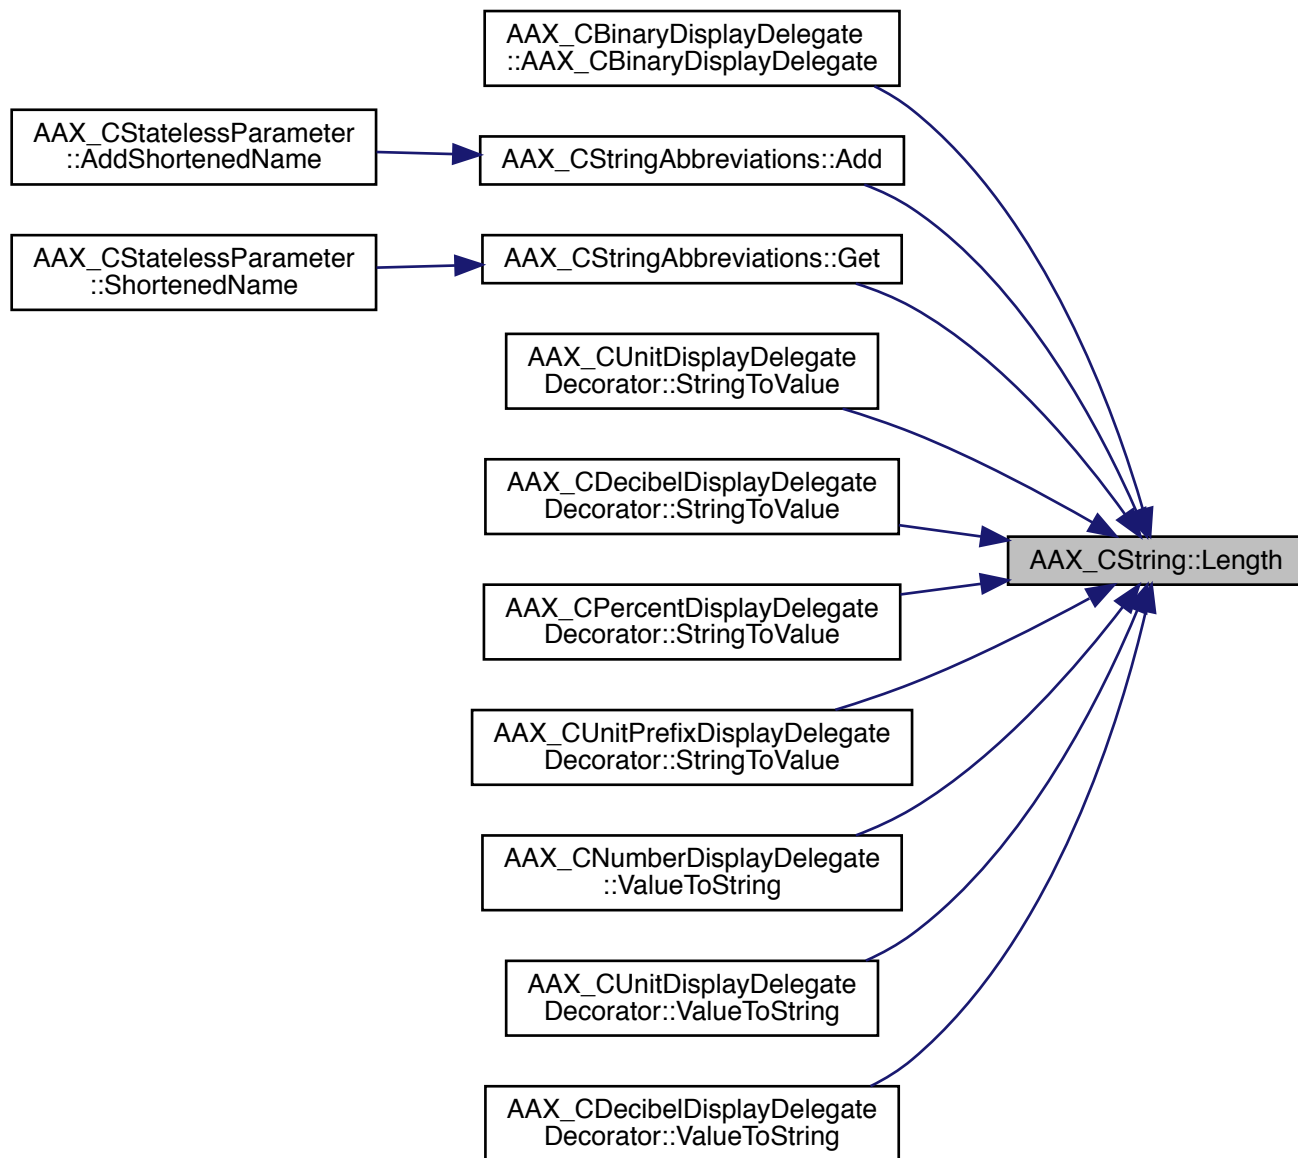 AAX_CBinaryDisplayDelegate
::AAX_CBinaryDisplayDelegate
AAX_CStatelessParameter
::AddShortenedName
AAX_CStringAbbreviations::Add
AAX_CStatelessParameter
::ShortenedName
AAX_CStringAbbreviations::Get
AAX_CUnitDisplayDelegate
Decorator::StringToValue
AAX_CDecibelDisplayDelegate
Decorator::StringToValue
AAX_CString::Length
AAX_CPercentDisplayDelegate
Decorator::StringToValue
AAX_CUnitPrefixDisplayDelegate
Decorator::StringToValue
AAX_CNumberDisplayDelegate
::ValueToString
AAX_CUnitDisplayDelegate
Decorator::ValueToString
AAX_CDecibelDisplayDelegate
Decorator::ValueToString